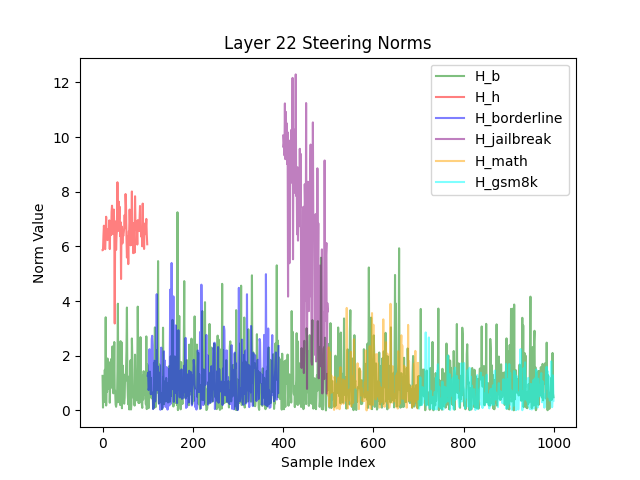 Layer 22 Steering Norms
H_b
H_h
H_borderline
H_jailbreak
H_math
H_gsm8k
Norm Value
12
10
8
6
4
2
0
0 200 400 600 800 1000
Sample Index